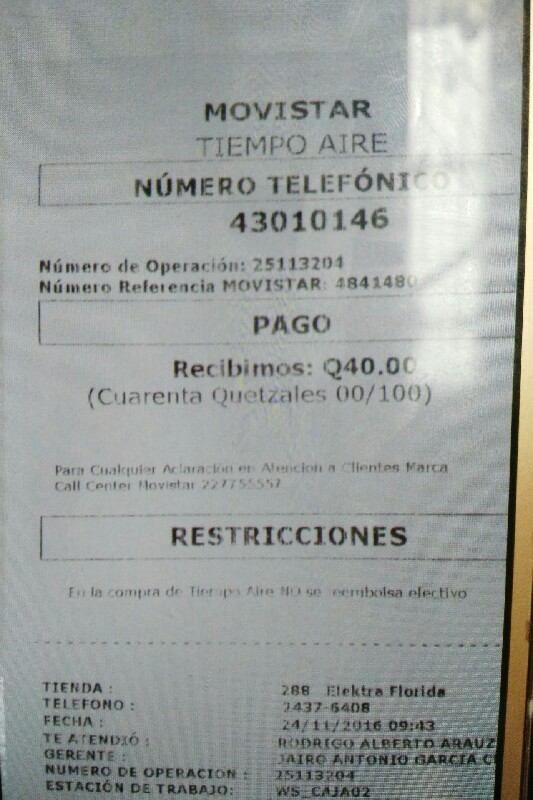 MOVISTAR
TIEMPO AIRE
NÚMERO TELEFÓNICO
43010146
Número de Operación: 25113204
Número Referencia MOVISTAR: 4841480
PAGO
Recibimos: Q40.00
(Cuarenta Quetzales 00/100)
Para Cualquier Aclaración en Atencion a Clientes Marca
Call Center Movistar 227755557
RESTRICCIONES
En la compra de Tiempo Aire NO se reembolsa efectivo
TIENDA : 288 Elektra Florida
TELEFONO : 2437-6408
FECHA : 24/11/2016 09:43
TE ATENDIÓ : RODRIGO ALBERTO ARAUZ
GERENTE : JAIRO ANTONIO GARCIA C
NUMERO DE OPERACION : 25113204
ESTACIÓN DE TRABAJO: WS_CAJA02